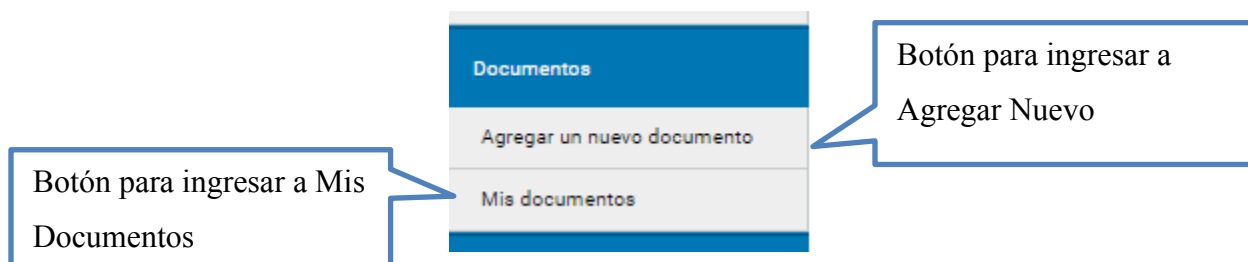 Documentos
Agregar un nuevo documento
Mis documentos
Botón para ingresar a
Agregar Nuevo
Botón para ingresar a Mis
Documentos